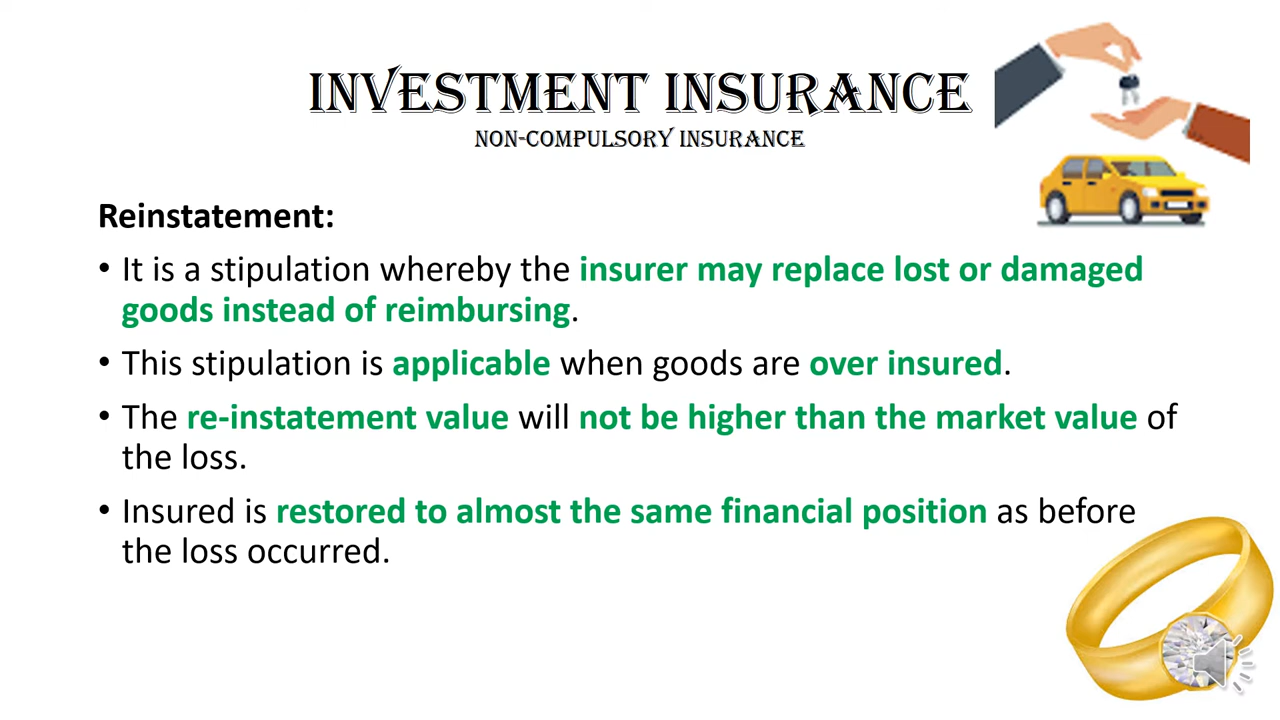 INVESTMENT INSURANCE
NON-COMPULSORY INSURANCE
Reinstatement:
• It is a stipulation whereby the insurer may replace lost or damaged
goods instead of reimbursing.
• This stipulation is applicable when goods are over insured.
• The re-instatement value will not be higher than the market value of
the loss.
• Insured is restored to almost the same financial position as before
the loss occurred.